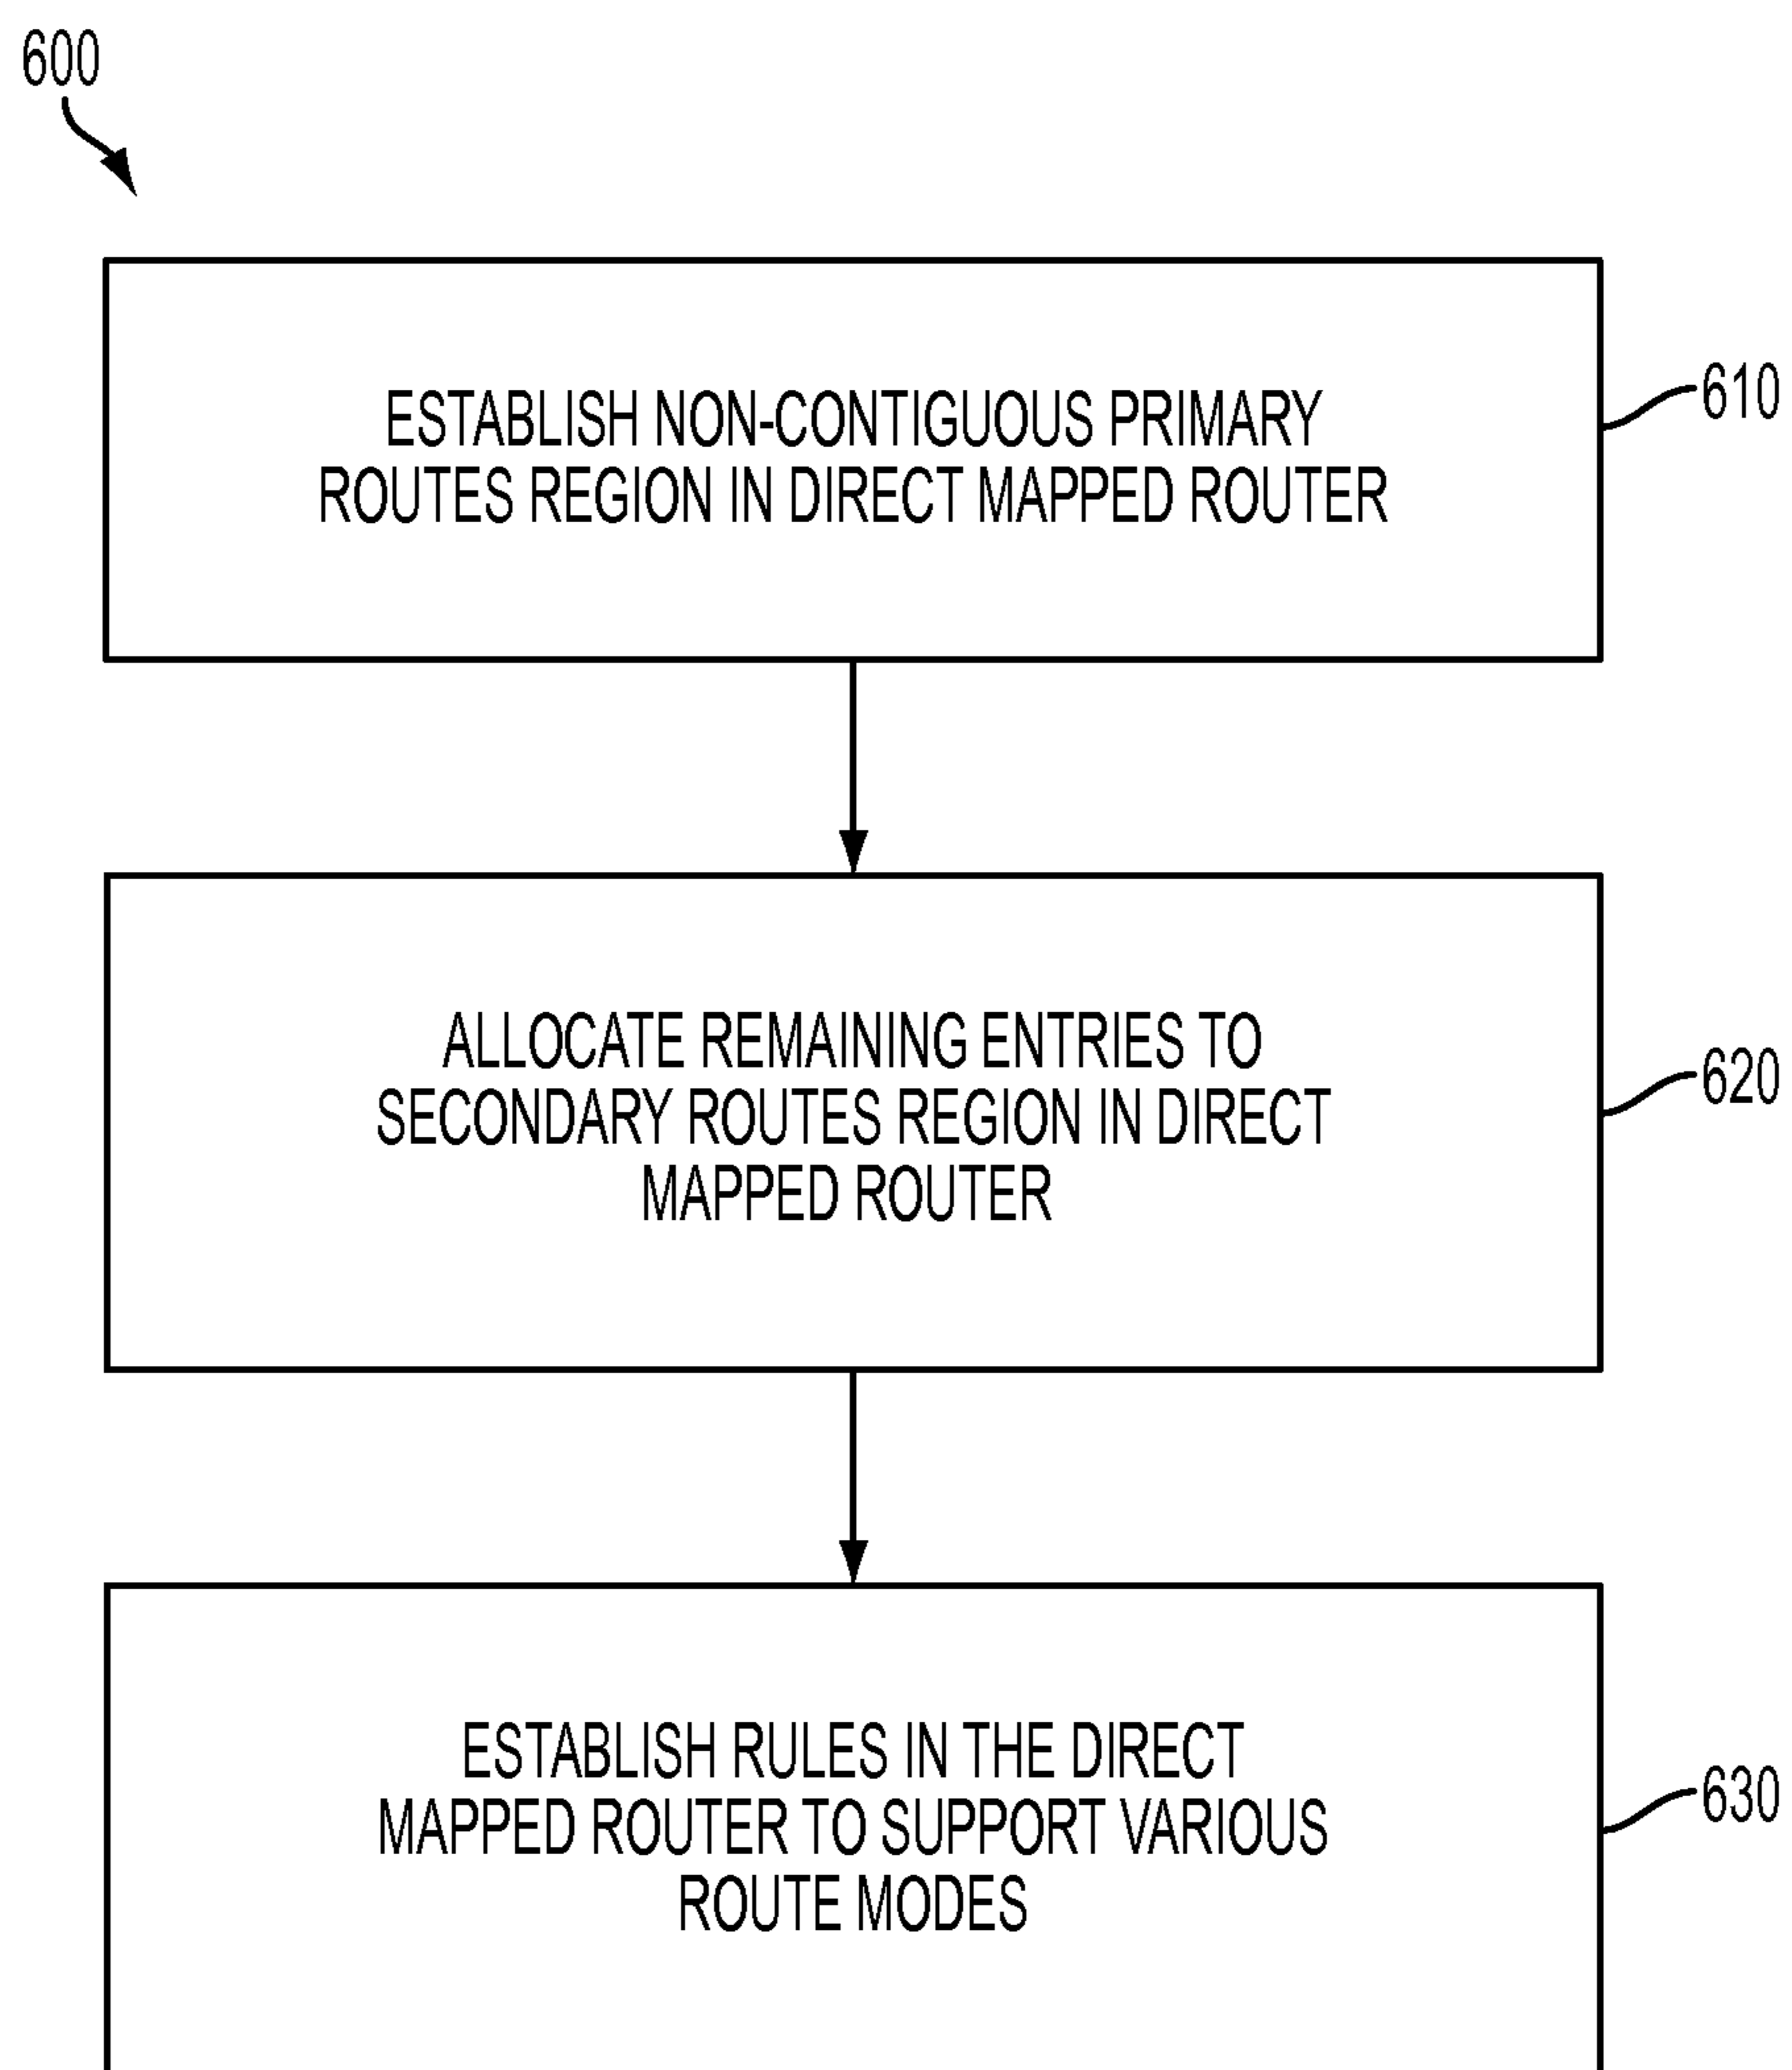 600
ESTABLISH NON-CONTIGUOUS PRIMARY
ROUTES REGION IN DIRECT MAPPED ROUTER
610
ALLOCATE REMAINING ENTRIES TO
SECONDARY ROUTES REGION IN DIRECT
MAPPED ROUTER
620
ESTABLISH RULES IN THE DIRECT
MAPPED ROUTER TO SUPPORT VARIOUS
ROUTE MODES
630